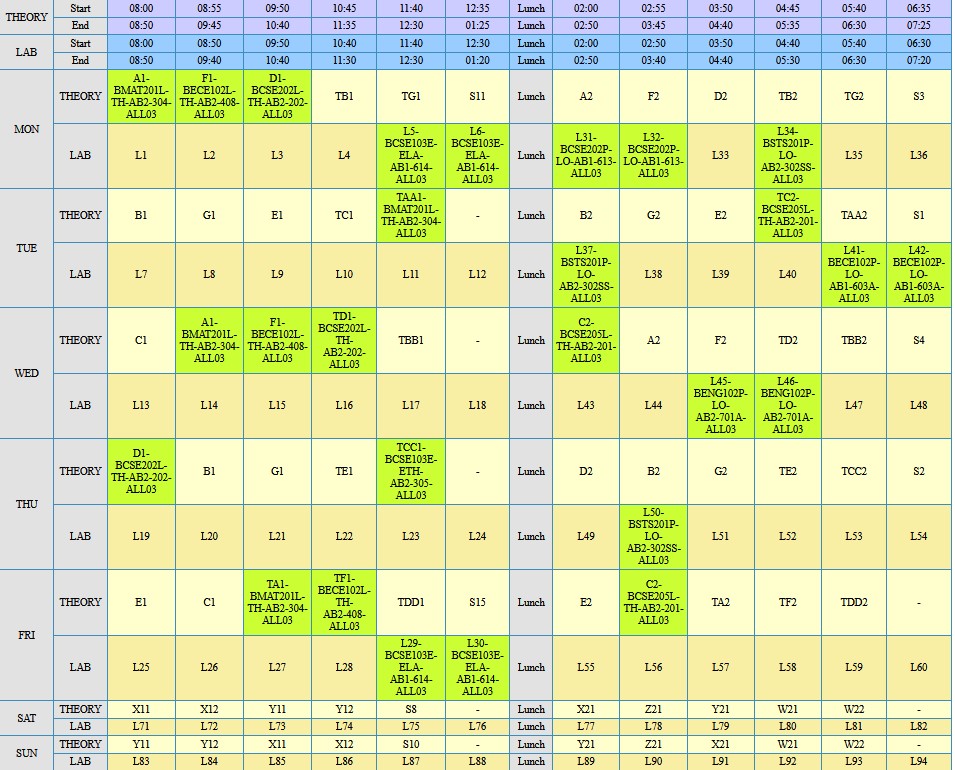 THEORY Start 08:00 08:55 09:50 10:45 11:40 12:35 Lunch 02:00 02:55 03:50 04:45 05:40 06:35
End 08:50 09:45 10:40 11:35 12:30 01:25 Lunch 02:50 03:45 04:40 05:35 06:30 07:25
LAB Start 08:00 08:50 09:50 10:40 11:40 12:30 Lunch 02:00 02:50 03:50 04:40 05:40 06:30
End 08:50 09:40 10:40 11:30 12:30 01:20 Lunch 02:50 03:40 04:40 05:30 06:30 07:20
MON THEORY A1-BMAT201L-TH-AB2-304-ALL03 F1-BECE102L-TH-AB2-408-ALL03 D1-BCSE202L-TH-AB2-202-ALL03 TB1 TG1 S11 Lunch A2 F2 D2 TB2 TG2 S3
LAB L1 L2 L3 L4 L5-BCSE103E-ELA-AB1-614-ALL03 L6-BCSE103E-ELA-AB1-614-ALL03 Lunch L31-BCSE202P-LO-AB1-613-ALL03 L32-BCSE202P-LO-AB1-613-ALL03 L33 L34-BSTS201P-LO-AB2-302SS-ALL03 L35 L36
TUE THEORY B1 G1 E1 TC1 TAA1-BMAT201L-TH-AB2-304-ALL03 - Lunch B2 G2 E2 TC2-BCSE205L-TH-AB2-201-ALL03 TAA2 S1
LAB L7 L8 L9 L10 L11 L12 Lunch L37-BSTS201P-LO-AB2-302SS-ALL03 L38 L39 L40 L41-BECE102P-LO-AB1-603A-ALL03 L42-BECE102P-LO-AB1-603A-ALL03
WED THEORY C1 A1-BMAT201L-TH-AB2-304-ALL03 F1-BECE102L-TH-AB2-408-ALL03 TD1-BCSE202L-TH-AB2-202-ALL03 TBB1 - Lunch C2-BCSE205L-TH-AB2-201-ALL03 A2 F2 TD2 TBB2 S4
LAB L13 L14 L15 L16 L17 L18 Lunch L43 L44 L45-BENG102P-LO-AB2-701A-ALL03 L46-BENG102P-LO-AB2-701A-ALL03 L47 L48
THU THEORY D1-BCSE202L-TH-AB2-202-ALL03 B1 G1 TE1 TCC1-BCSE103E-ETH-AB2-305-ALL03 - Lunch D2 B2 G2 TE2 TCC2 S2
LAB L19 L20 L21 L22 L23 L24 Lunch L49 L50-BSTS201P-LO-AB2-302SS-ALL03 L51 L52 L53 L54
FRI THEORY E1 C1 TA1-BMAT201L-TH-AB2-304-ALL03 TF1-BECE102L-TH-AB2-408-ALL03 TDD1 S15 Lunch E2 C2-BCSE205L-TH-AB2-201-ALL03 TA2 TF2 TDD2 -
LAB L25 L26 L27 L28 L29-BCSE103E-ELA-AB1-614-ALL03 L30-BCSE103E-ELA-AB1-614-ALL03 Lunch L55 L56 L57 L58 L59 L60
SAT THEORY X11 X12 Y11 Y12 S8 - Lunch X21 Z21 Y21 W21 W22 -
LAB L71 L72 L73 L74 L75 L76 Lunch L77 L78 L79 L80 L81 L82
SUN THEORY Y11 Y12 X11 X12 S10 - Lunch Y21 Z21 X21 W21 W22 -
LAB L83 L84 L85 L86 L87 L88 Lunch L89 L90 L91 L92 L93 L94